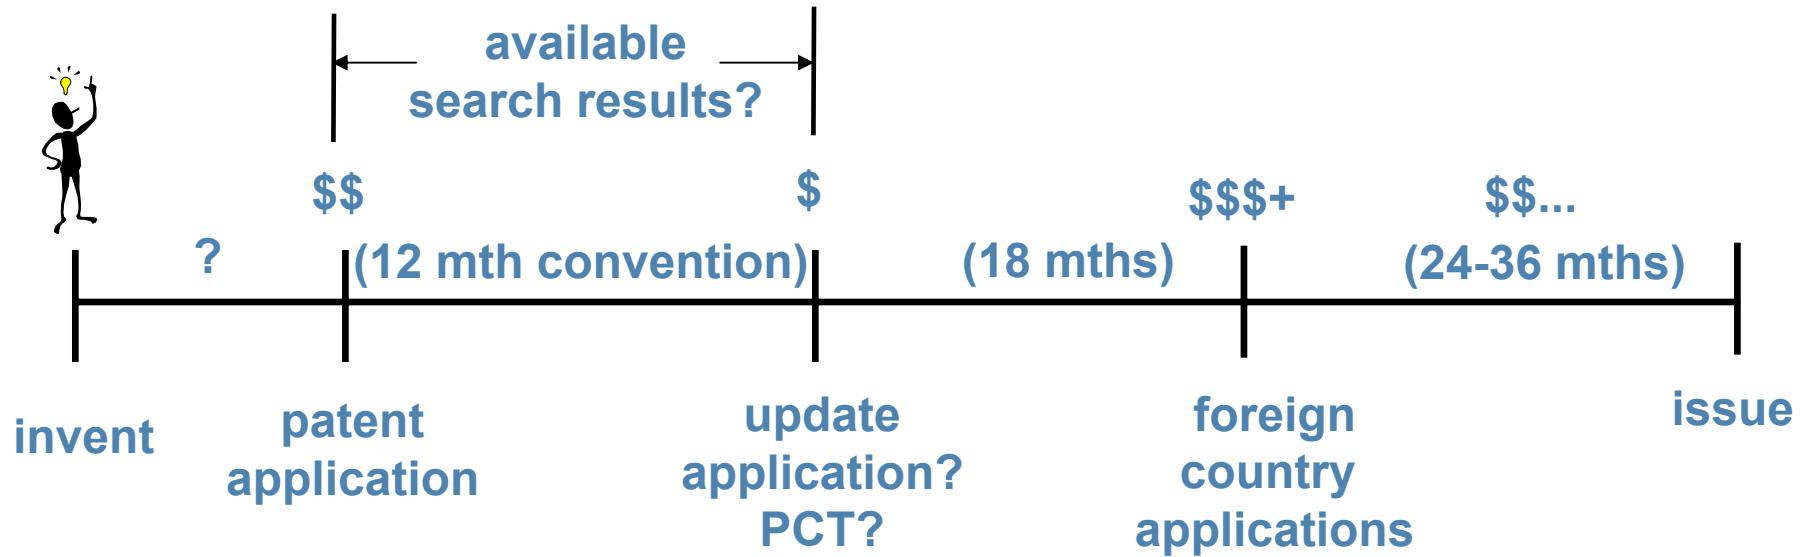 available
search results?
$$
$
$$$+
$$...
?
(12 mth convention)
(18 mths)
(24-36 mths)
invent
patent
application
update
application?
PCT?
foreign
country
applications
issue